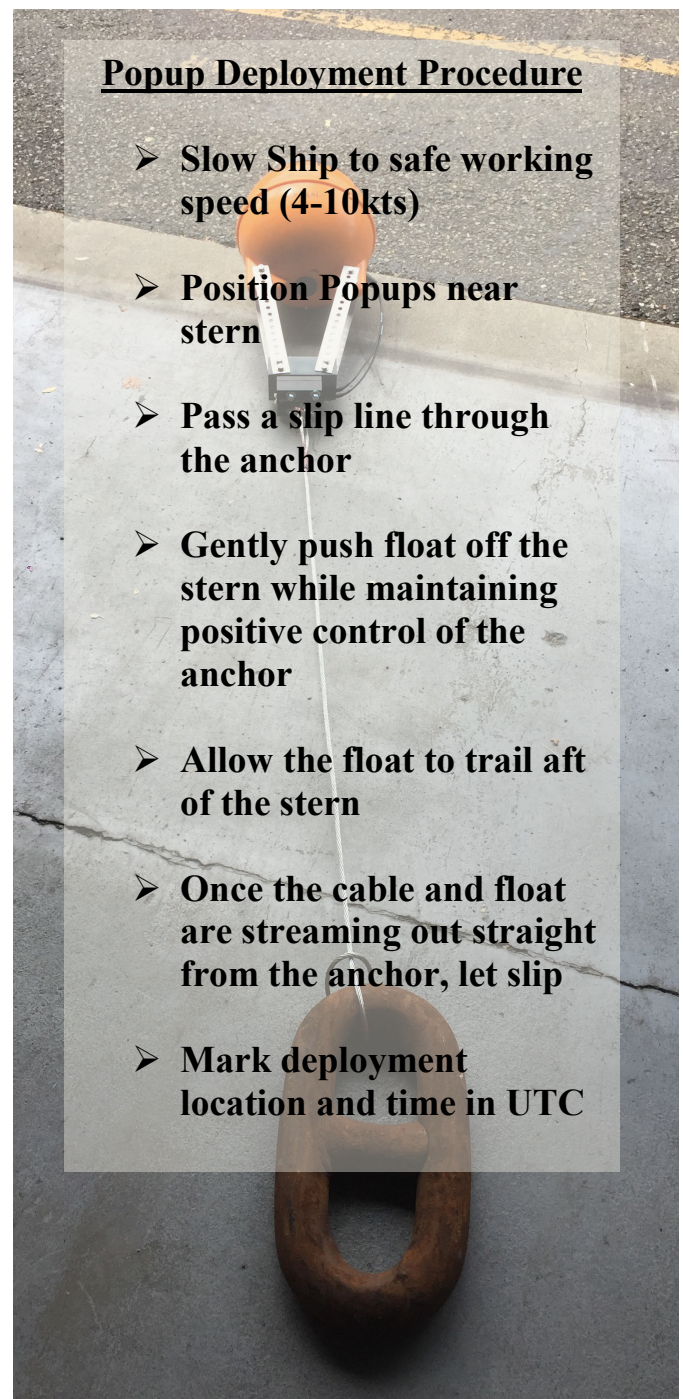 Popup Deployment Procedure
➢ Slow Ship to safe working
speed (4-10kts)
➢ Position Popups near
stern
➢ Pass a slip line through
the anchor
➢ Gently push float off the
stern while maintaining
positive control of the
anchor
➢ Allow the float to trail aft
of the stern
➢ Once the cable and float
are streaming out straight
from the anchor, let slip
➢ Mark deployment
location and time in UTC